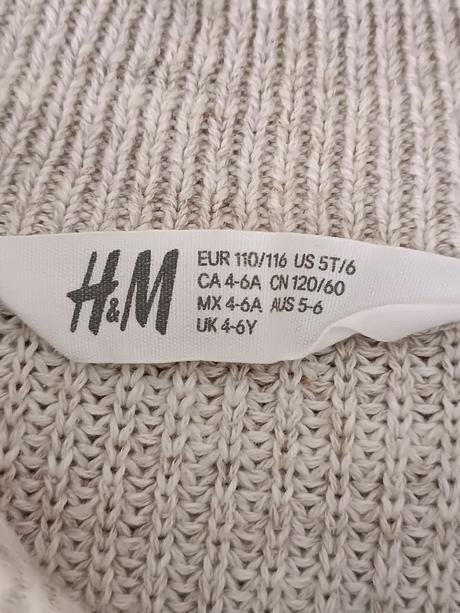 H&M
EUR 110/116 US 5T/6
CA 4-6A CN 120/60
MX 4-6A AUS 5-6
UK 4-6Y